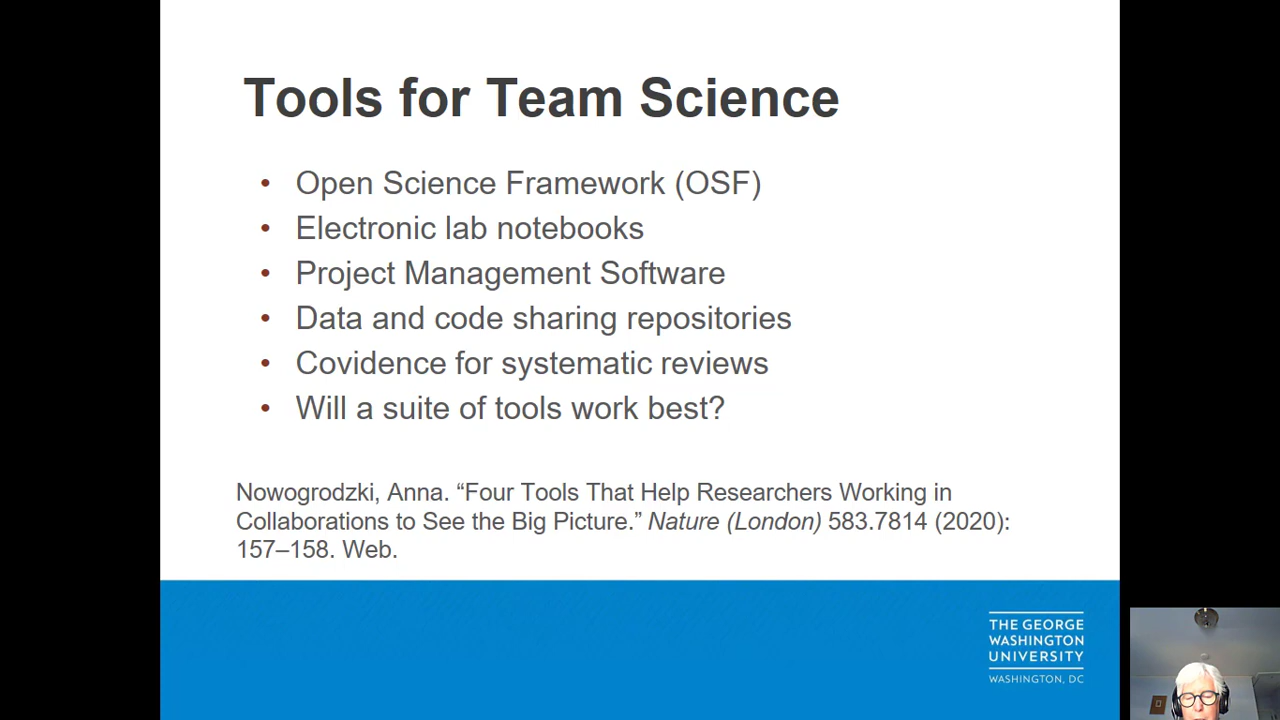 Tools for Team Science
• Open Science Framework (OSF)
• Electronic lab notebooks
• Project Management Software
• Data and code sharing repositories
• Covidence for systematic reviews
• Will a suite of tools work best?
Nowogrodzki, Anna. “Four Tools That Help Researchers Working in
Collaborations to See the Big Picture.” Nature (London) 583.7814 (2020):
157–158. Web.
THE GEORGE
WASHINGTON
UNIVERSITY
WASHINGTON, DC